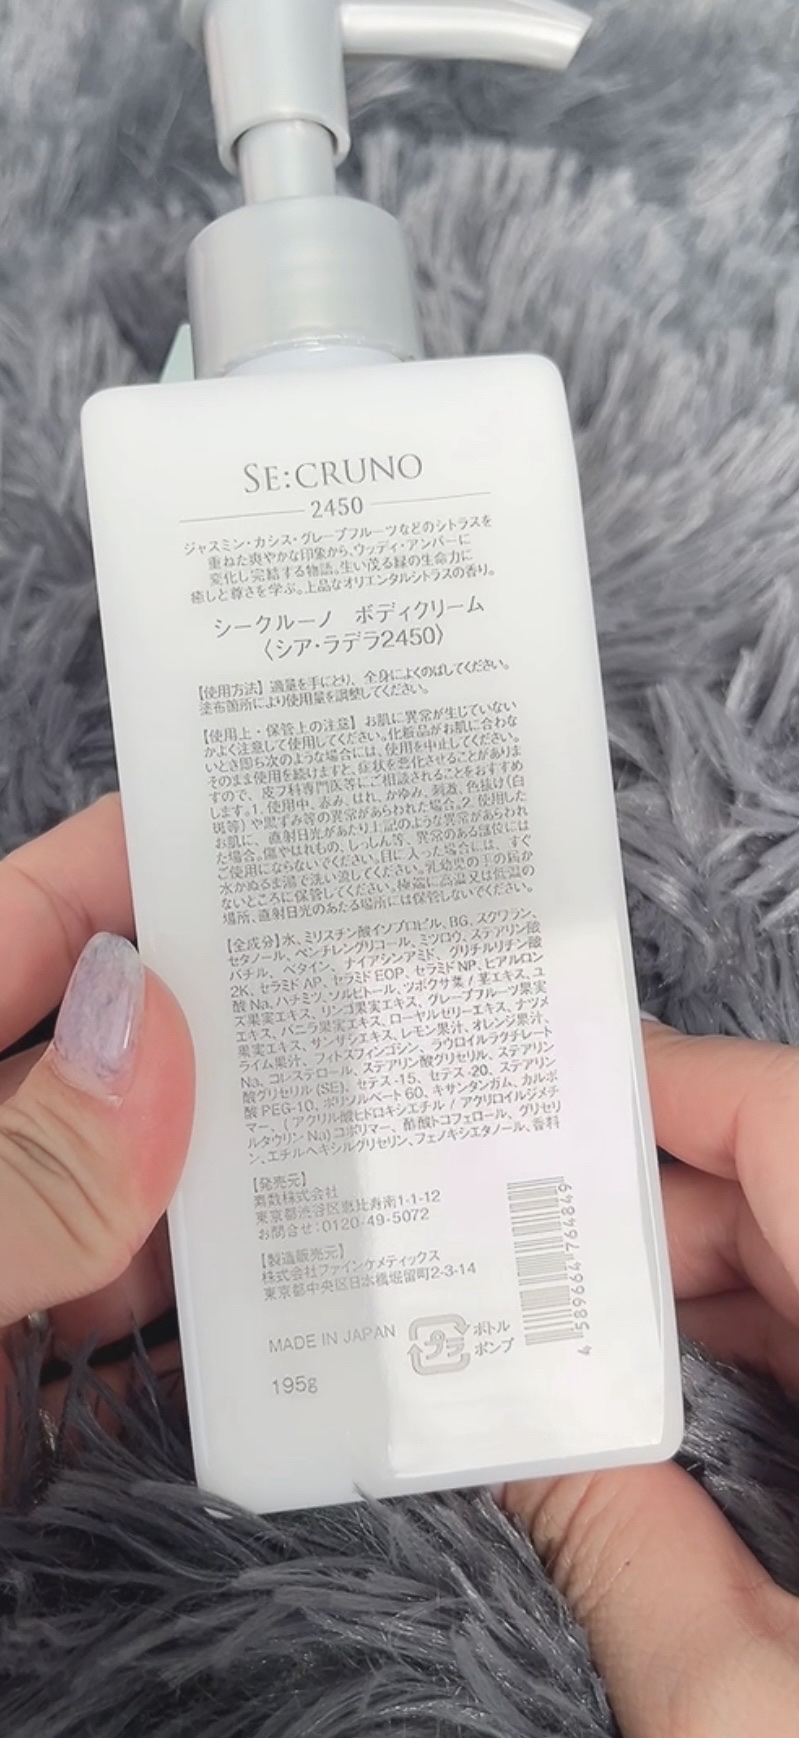 SE:CRUNO
2450
ジャスミン・カシス・グレープフルーツなどのシトラスを
重ねた爽やかな印象から、ウッディ・アンバーに
変化し完結する物語。生い茂る緑の生命力に
癒しと尊さを学ぶ。上品なオリエンタルシトラスの香り。
シークルーノ ボディクリーム
〈シア・ラデラ2450〉
【使用方法】適量を手にとり、全身によくのばしてください。
塗布箇所により使用量を調整してください。
【使用上・保管上の注意】お肌に異常が生じていない
かよく注意して使用してください。化粧品がお肌に合わな
いとき即ち次のような場合には、使用を中止してください。
そのまま使用を続けますと、症状を悪化させることがありま
すので、皮フ科専門医等にご相談されることをおすすめ
します。1. 使用中、赤み、はれ、かゆみ、刺激、色抜け(白
斑等)や黒ずみ等の異常があらわれた場合。2. 使用した
お肌に、直射日光があたり上記のような異常があらわれ
た場合。傷やはれもの、しっしん等、異常のある部位には
ご使用にならないでください。目に入った場合には、すぐ
水かぬるま湯で洗い流してください。乳幼児の手の届か
ないところに保管してください。極端に高温又は低温の
場所、直射日光のあたる場所には保管しないでください。
【全成分】水、ミリスチン酸イソプロピル、BG、スクワラン、
セタノール、ペンチレングリコール、ミツロウ、ステアリン酸
バチル、ベタイン、ナイアシンアミド、グリチルリチン酸
2K、セラミド AP、セラミド EOP、セラミド NP、ヒアルロン
酸 Na、ハチミツ、ソルビトール、ツボクサ葉 / 茎エキス、ユ
ズ果実エキス、リンゴ果実エキス、グレープフルーツ果実
エキス、バニラ果実エキス、ローヤルゼリーエキス、ナツメ
果実エキス、サンザシエキス、レモン果汁、オレンジ果汁、
ライム果汁、フィトスフィンゴシン、ラウロイルラクチレート
Na、コレステロール、ステアリン酸グリセリル、ステアリン
酸グリセリル (SE)、セテス -15、セテス -20、ステアリン
酸 PEG-10、ポリソルベート 60、キサンタンガム、カルボ
マー、( アクリル酸ヒドロキシエチル / アクリロイルジメチ
ルタウリン Na) コポリマー、酢酸トコフェロール、グリセリ
ン、エチルヘキシルグリセリン、フェノキシエタノール、香料
【発売元】
素数株式会社
東京都渋谷区恵比寿南1-1-12
お問合せ:0120-49-5072
【製造販売元】
株式会社ファインケメティックス
東京都中央区日本橋堀留町2-3-14
MADE IN JAPAN
プラ
ボトル
ポンプ
195g
4 589664 764849